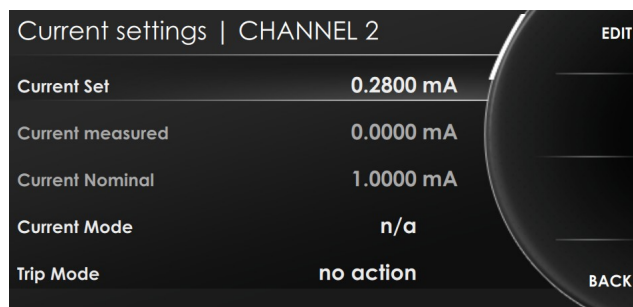 Current settings | CHANNEL 2
EDIT
Current Set 0.2800 mA
Current measured 0.0000 mA
Current Nominal 1.0000 mA
Current Mode n/a
Trip Mode no action
BACK